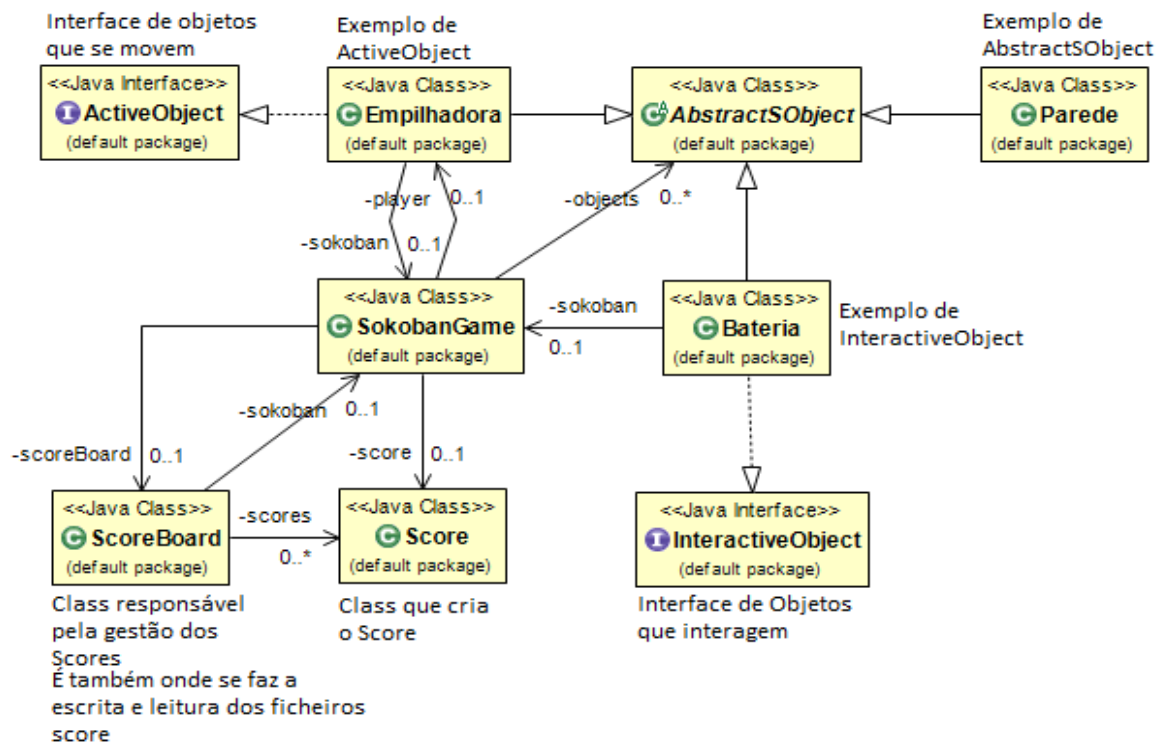 Interface de objetos
que se movem
<<Java Interface>>
ActiveObject
(default package)
Exemplo de
ActiveObject
<<Java Class>>
Empilhadora
(default package)
<<Java Class>>
AbstractSObject
(default package)
Exemplo de
AbstractSObject
<<Java Class>>
Parede
(default package)
-player 0..1
-sokoban 0..1
-objects 0..*
<<Java Class>>
SokobanGame
(default package)
-sokoban
0..1
<<Java Class>>
Bateria
(default package)
Exemplo de
InteractiveObject
-sokoban 0..1
-scoreBoard 0..1
-score 0..1
<<Java Class>>
ScoreBoard
(default package)
-scores
0..*
<<Java Class>>
Score
(default package)
<<Java Interface>>
InteractiveObject
(default package)
Class responsável
pela gestão dos
Scores
É também onde se faz a
escrita e leitura dos ficheiros
score
Class que cria
o Score
Interface de Objetos
que interagem